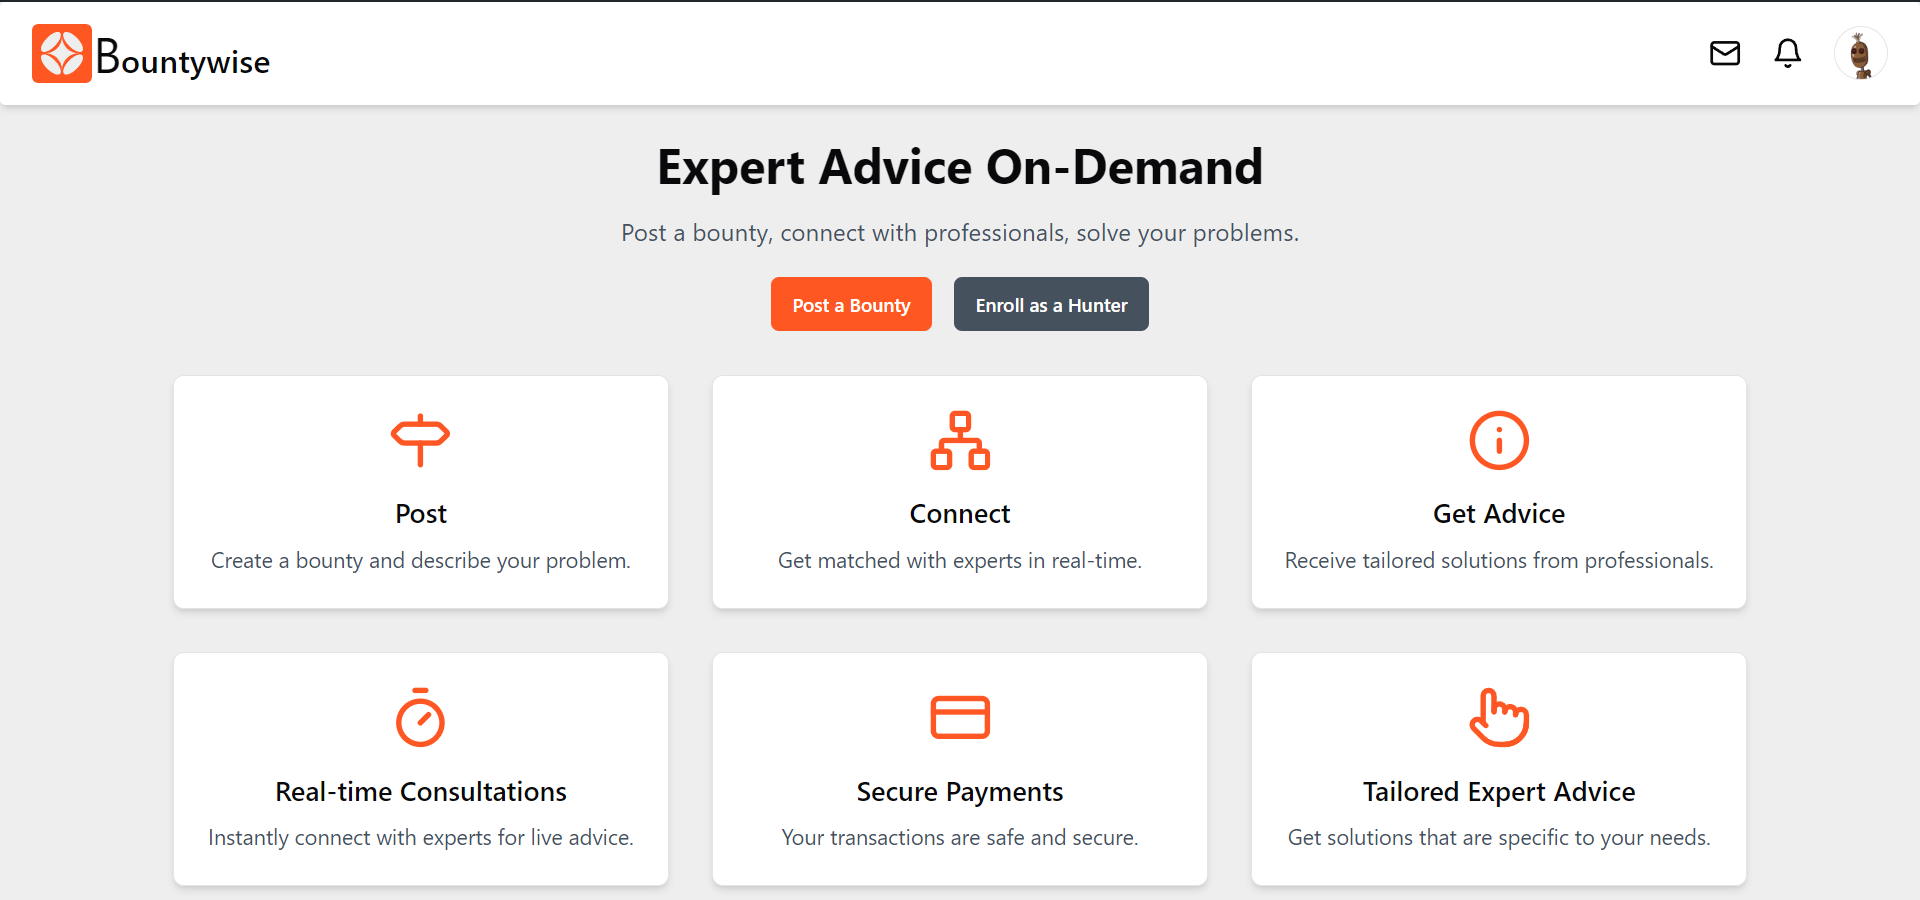 Bountywise
Expert Advice On-Demand
Post a bounty, connect with professionals, solve your problems.
Post a Bounty
Enroll as a Hunter
Post
Create a bounty and describe your problem.
Connect
Get matched with experts in real-time.
Get Advice
Receive tailored solutions from professionals.
Real-time Consultations
Instantly connect with experts for live advice.
Secure Payments
Your transactions are safe and secure.
Tailored Expert Advice
Get solutions that are specific to your needs.